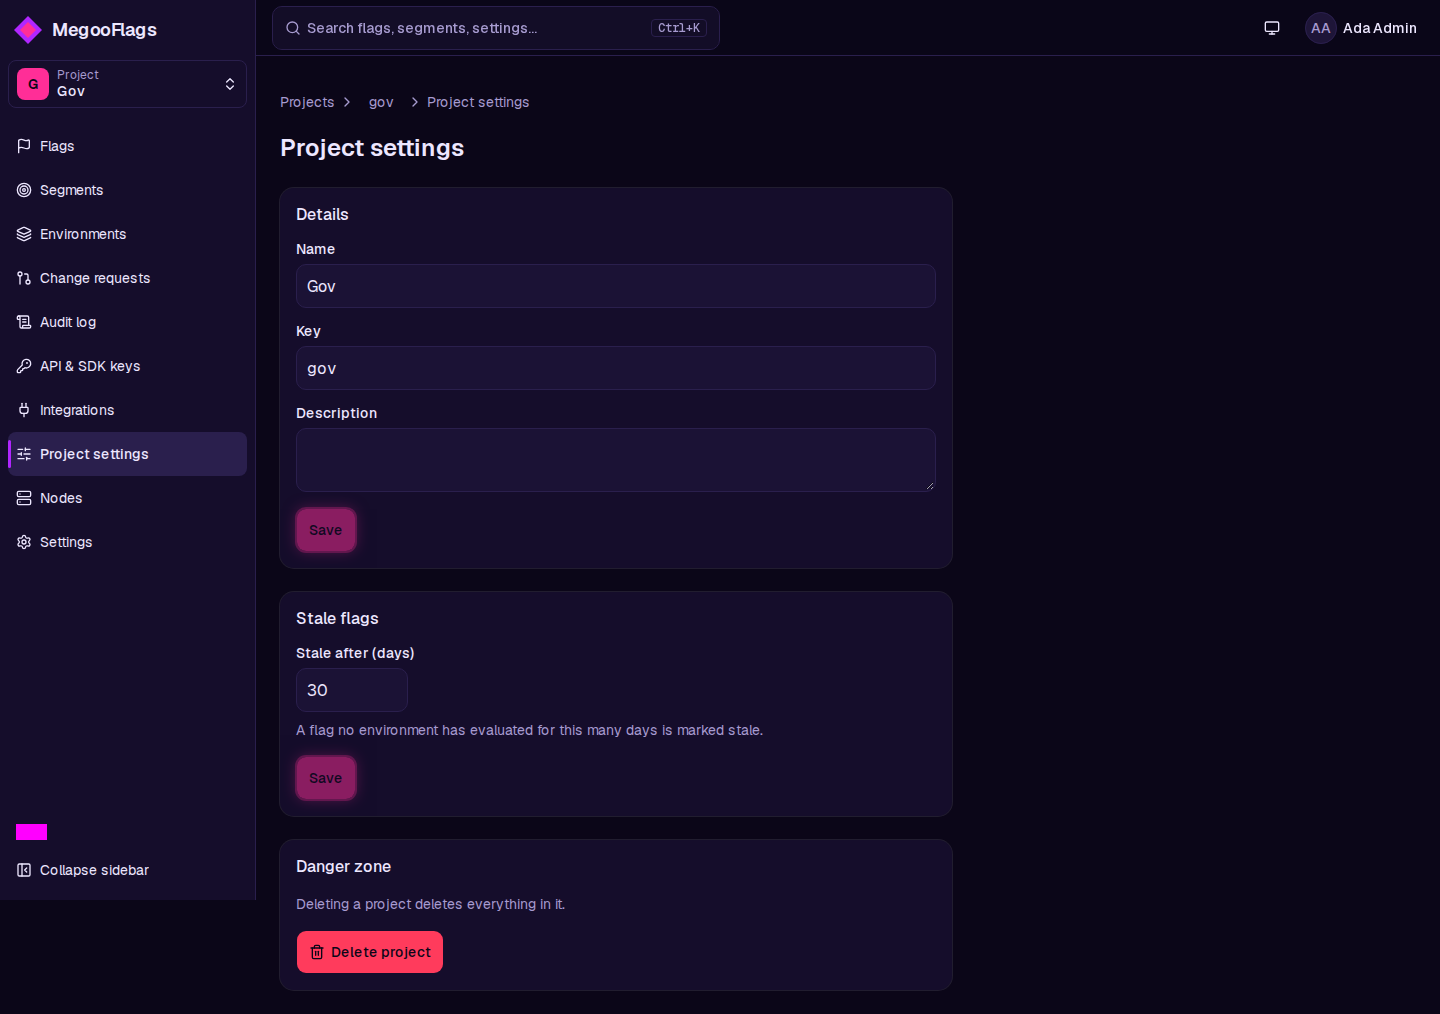 MegooFlags
Search flags, segments, settings...
Ctrl+K
AA
Ada Admin
G
Project
Gov
Flags
Segments
Environments
Change requests
Audit log
API & SDK keys
Integrations
Project settings
Nodes
Settings
Collapse sidebar
Projects
gov
Project settings
Project settings
Details
Name
Gov
Key
gov
Description
Save
Stale flags
Stale after (days)
30
A flag no environment has evaluated for this many days is marked stale.
Save
Danger zone
Deleting a project deletes everything in it.
Delete project